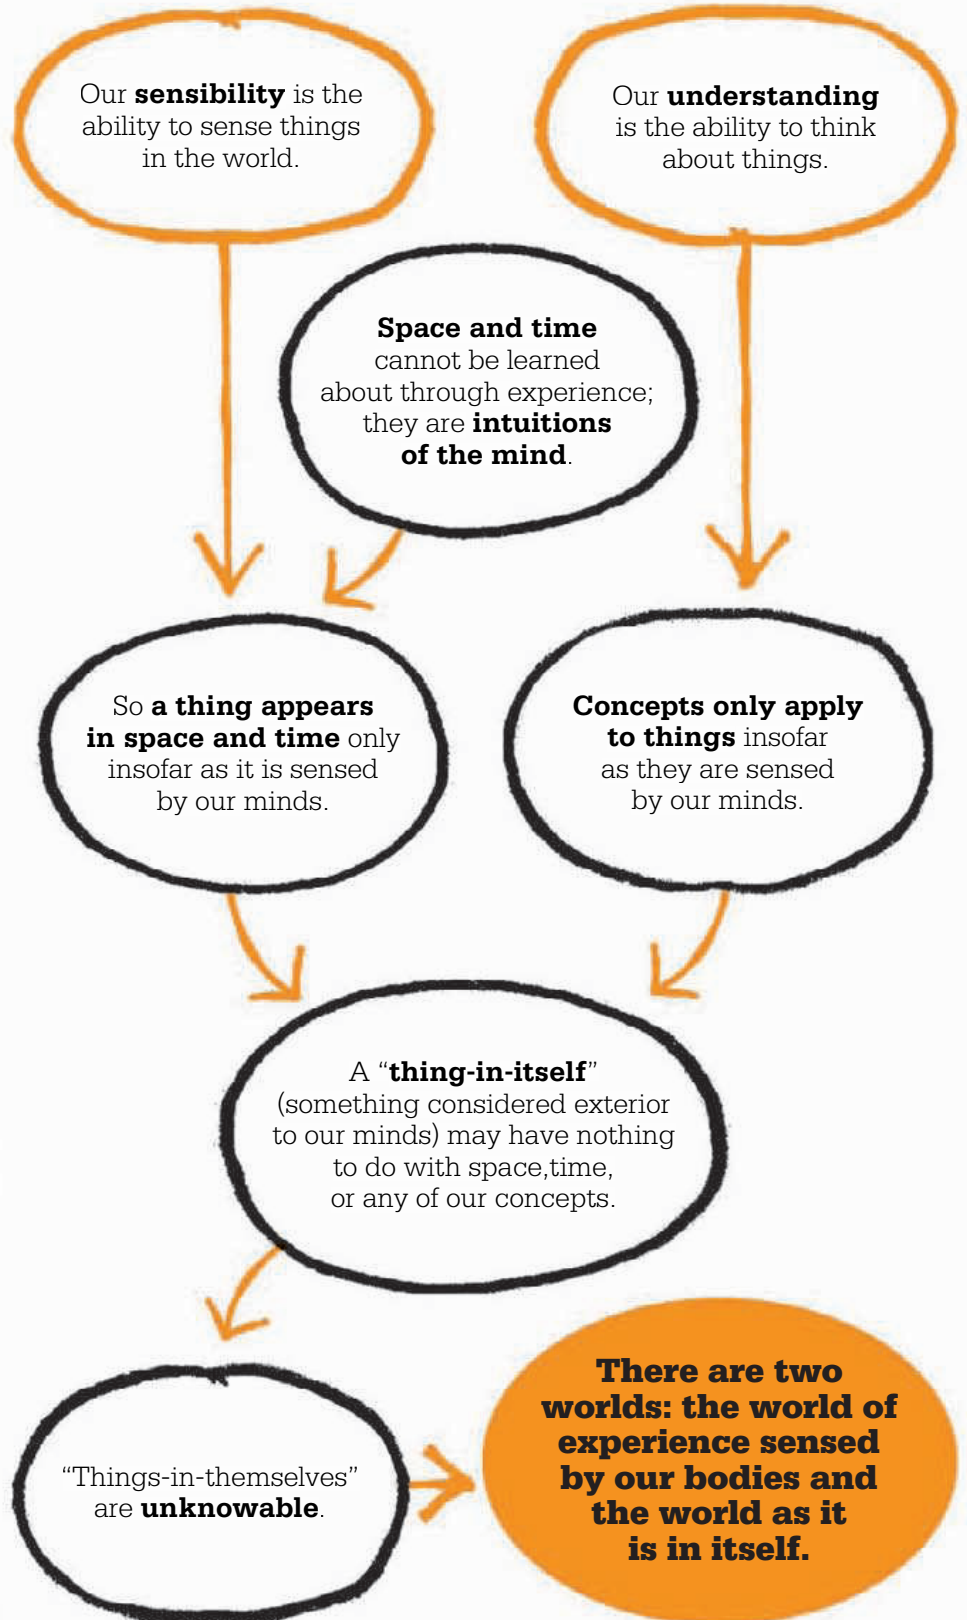 Our sensibility is the
ability to sense things
in the world.
Our understanding
is the ability to think
about things.
Space and time
cannot be learned
about through experience;
they are intuitions
of the mind.
So a thing appears
in space and time only
insofar as it is sensed
by our minds.
Concepts only apply
to things insofar
as they are sensed
by our minds.
A “thing-in-itself”
(something considered exterior
to our minds) may have nothing
to do with space,time,
or any of our concepts.
“Things-in-themselves”
are unknowable.
There are two
worlds: the world of
experience sensed
by our bodies and
the world as it
is in itself.